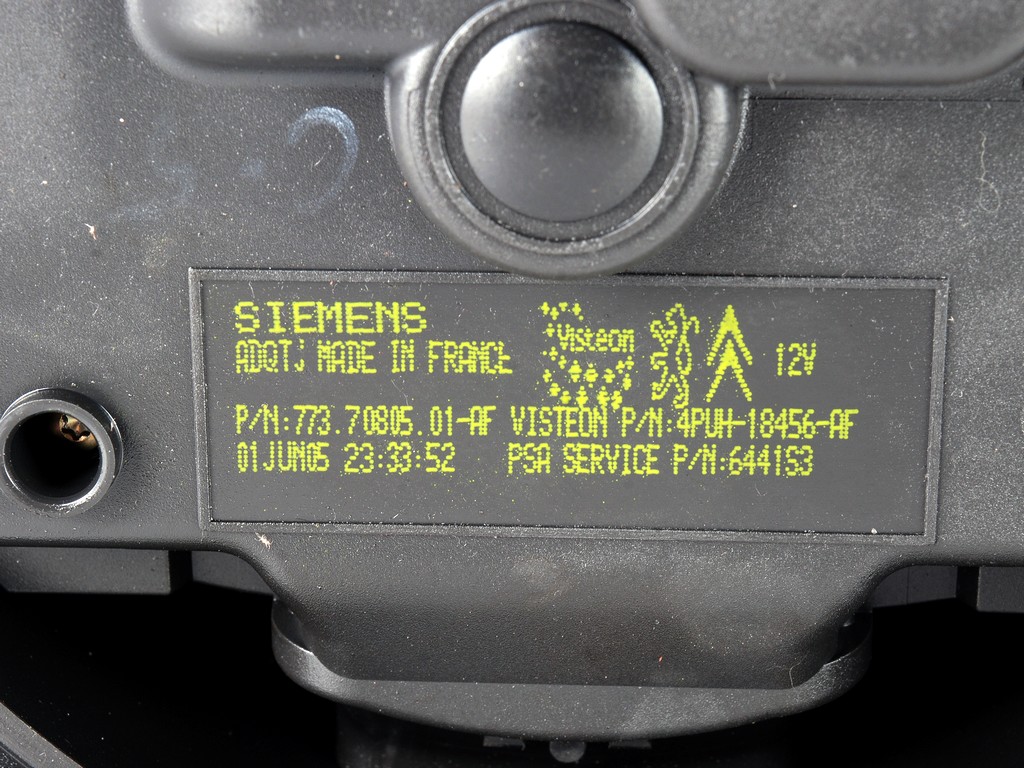 SIEMENS
ADQTJ MADE IN FRANCE
Visteon
12V
P/N:773.70805.01-AF VISTEON P/N:4PUH-18456-AF
01JUN05 23:33:52 PSA SERVICE P/N:6441S3